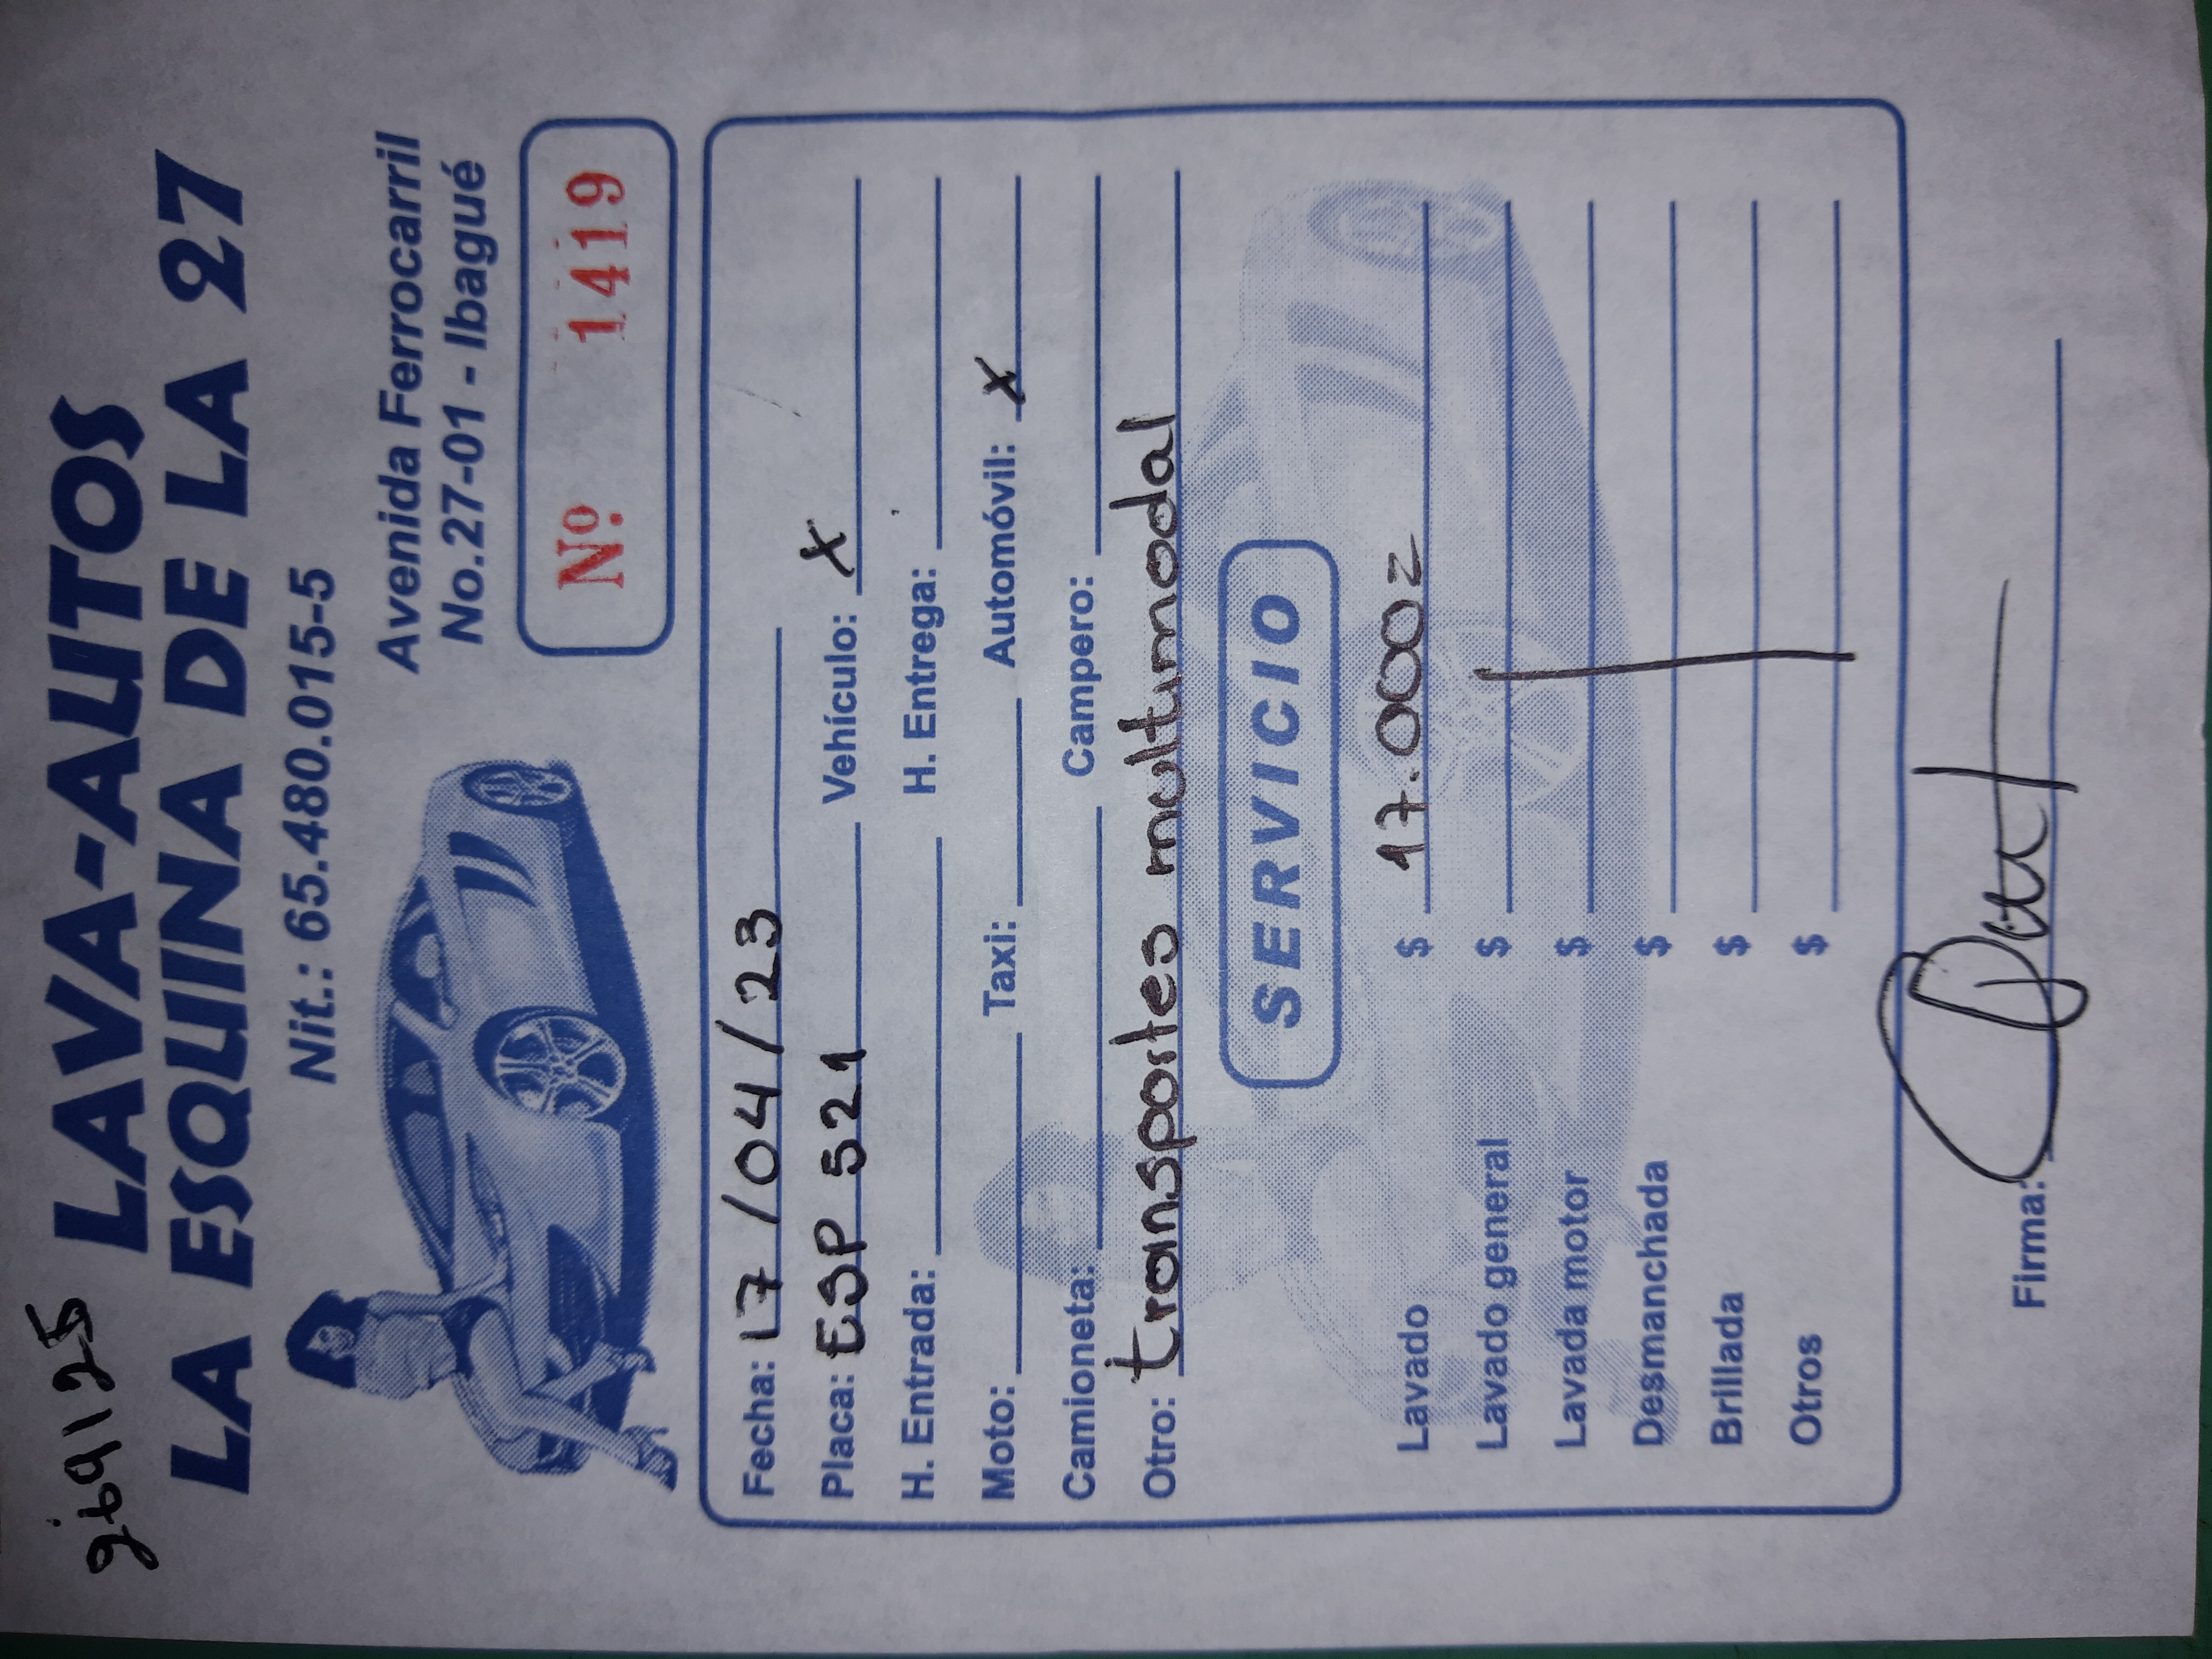 gib9125
LAVA-AUTOS
LA ESQUINA DE LA 27
Nit.: 65.480.015-5
Avenida Ferrocarril
No.27-01 - Ibagué
Nº. 1419
Fecha: 17/04/23
Placa: ESP 521 Vehículo: X
H. Entrada: H. Entrega:
Moto: Taxi: Automóvil: X
Camioneta: Campero:
Otro: transportes multimodal
SERVICIO
Lavado $ 17.000=
Lavado general $
Lavada motor $
Desmanchada $
Brillada $
Otros $
Firma: